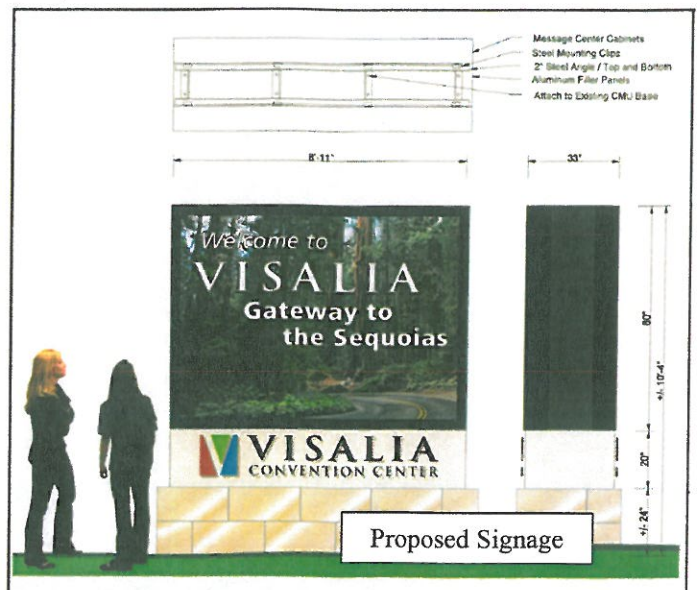 Message Center Cabinets
Steel Mounting Clips
2" Steel Angle / Top and Bottom
Aluminum Filler Panels
Attach to Existing CMU Base
8'-11"
33"
Welcome to
VISALIA
Gateway to
the Sequoias
80"
+/- 10'-4"
VISALIA
CONVENTION CENTER
20"
+/- 24"
Proposed Signage